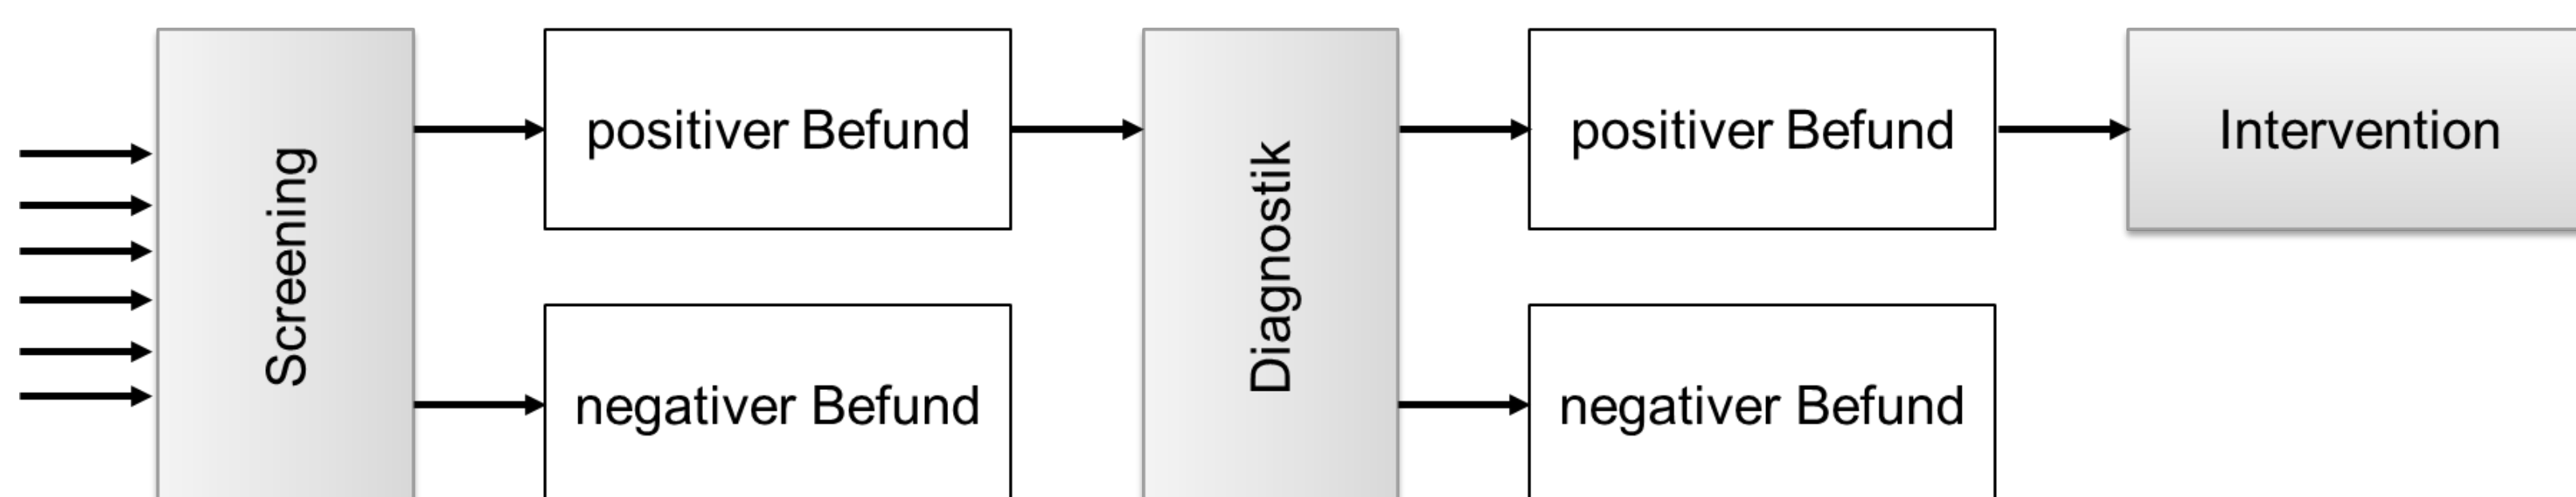 Screening
positiver Befund
negativer Befund
Diagnostik
positiver Befund
negativer Befund
Intervention